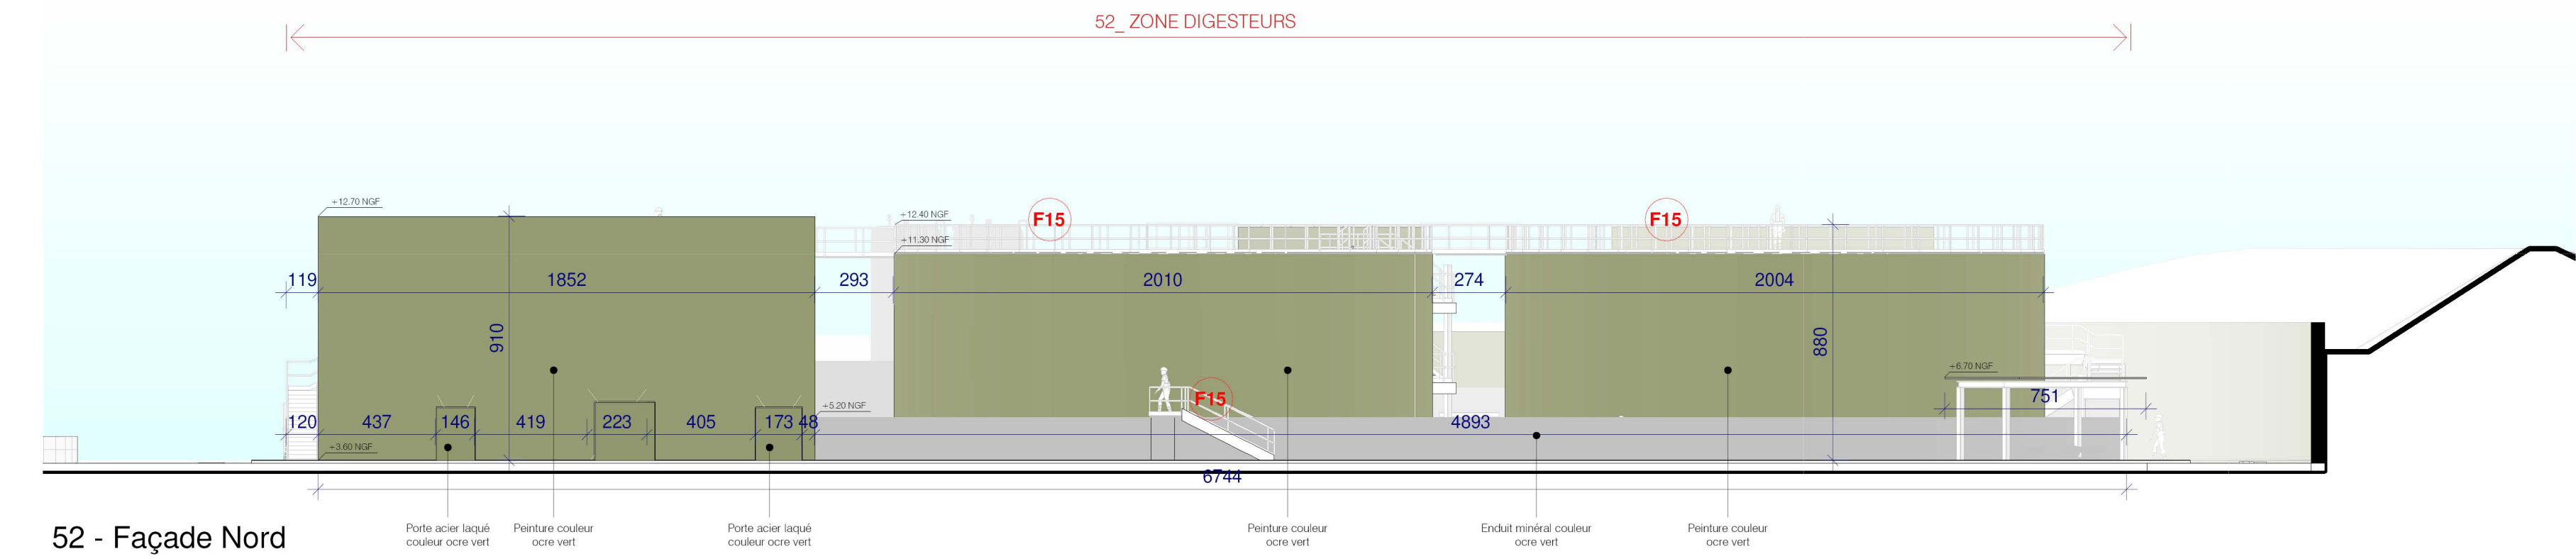 52_ ZONE DIGESTEURS
+12.70 NGF
+12.40 NGF
F15
F15
+11.30 NGF
119
1852
293
2010
274
2004
910
880
+6.70 NGF
751
F15
+5.20 NGF
120
437
146
419
223
405
173
48
4893
+3.60 NGF
6744
52 - Façade Nord
Porte acier laqué
couleur ocre vert
Peinture couleur
ocre vert
Porte acier laqué
couleur ocre vert
Peinture couleur
ocre vert
Enduit minéral couleur
ocre vert
Peinture couleur
ocre vert